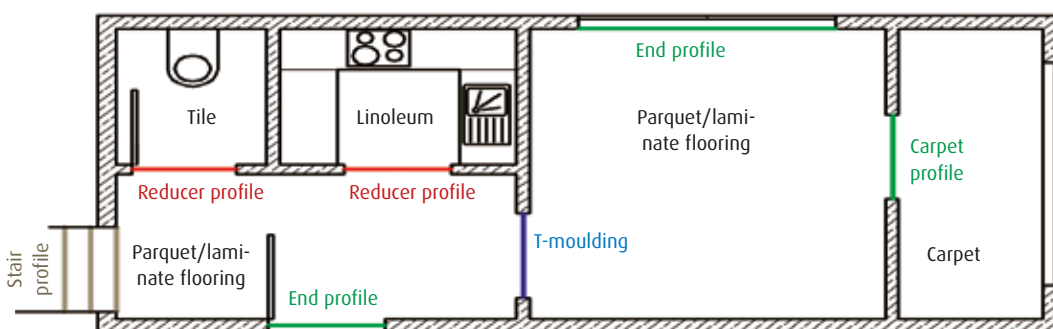 End profile
Tile
Linoleum
Parquet/lami-
nate flooring
Carpet
profile
Reducer profile
Reducer profile
T-moulding
Stair
profile
Parquet/lami-
nate flooring
Carpet
End profile